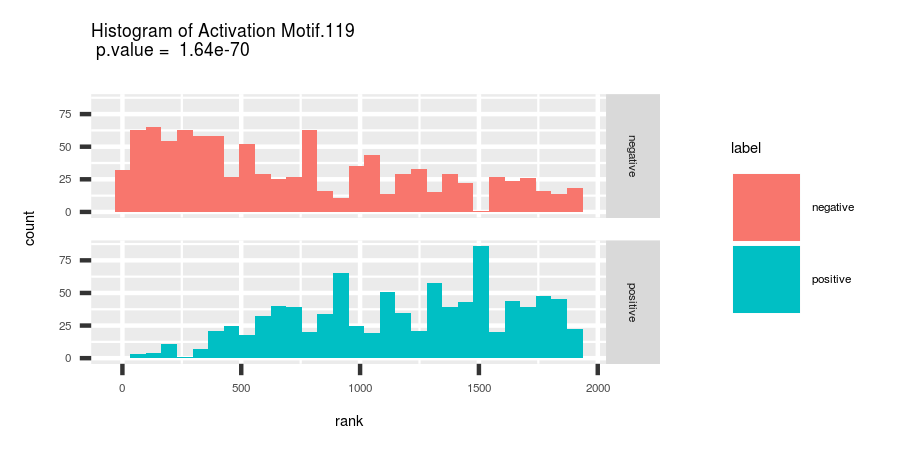 Histogram of Activation Motif.119
p.value = 1.64e-70
75
50
25
0
negative
75
50
25
0
positive
0
500
1000
1500
2000
rank
count
label
negative
positive